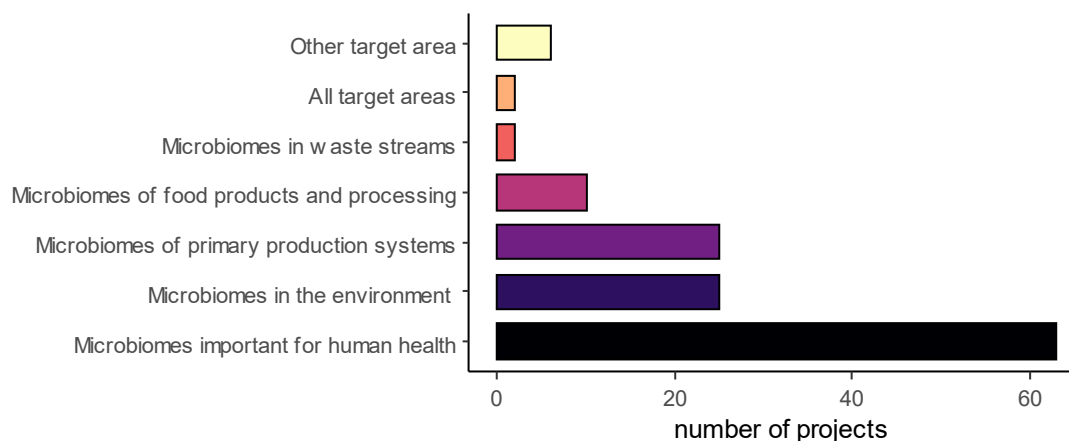 Other target area
All target areas
Microbiomes in waste streams
Microbiomes of food products and processing
Microbiomes of primary production systems
Microbiomes in the environment
Microbiomes important for human health
0 20 40 60
number of projects